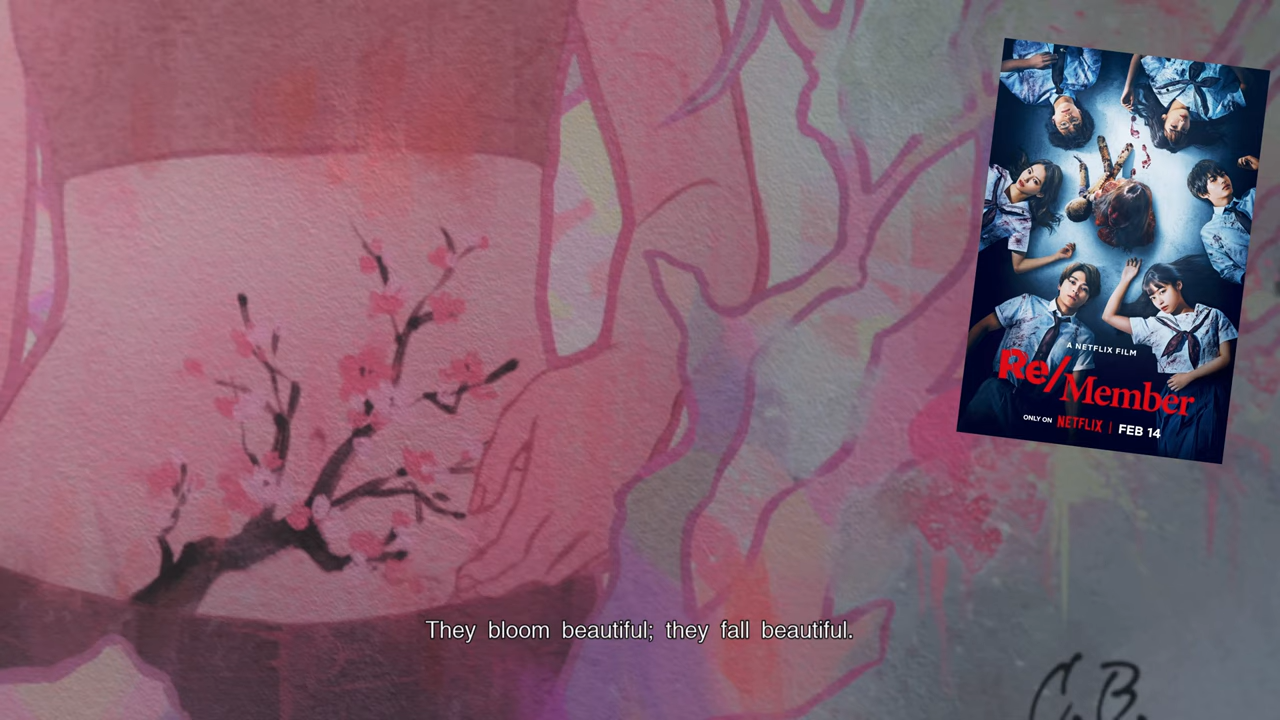 A NETFLIX FILM
Re/Member
ONLY ON NETFLIX | FEB 14
They bloom beautiful; they fall beautiful.
C.B.